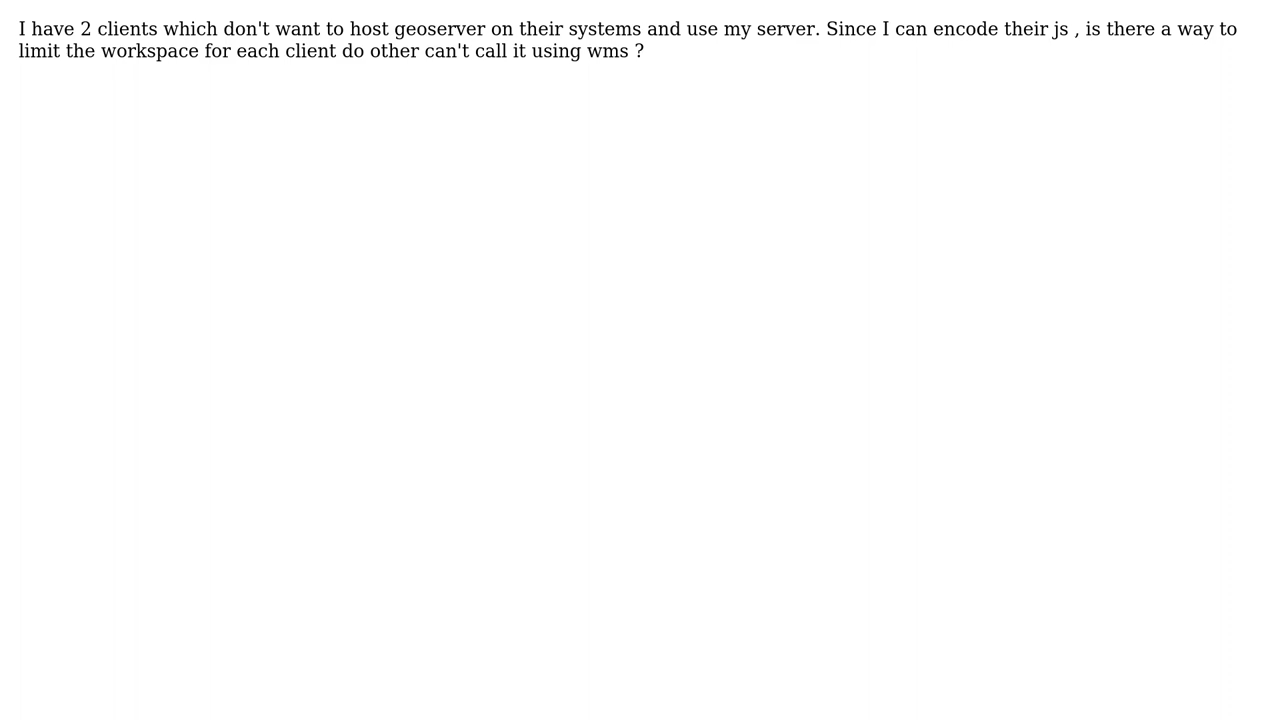 I have 2 clients which don't want to host geoserver on their systems and use my server. Since I can encode their js , is there a way to
limit the workspace for each client do other can't call it using wms ?